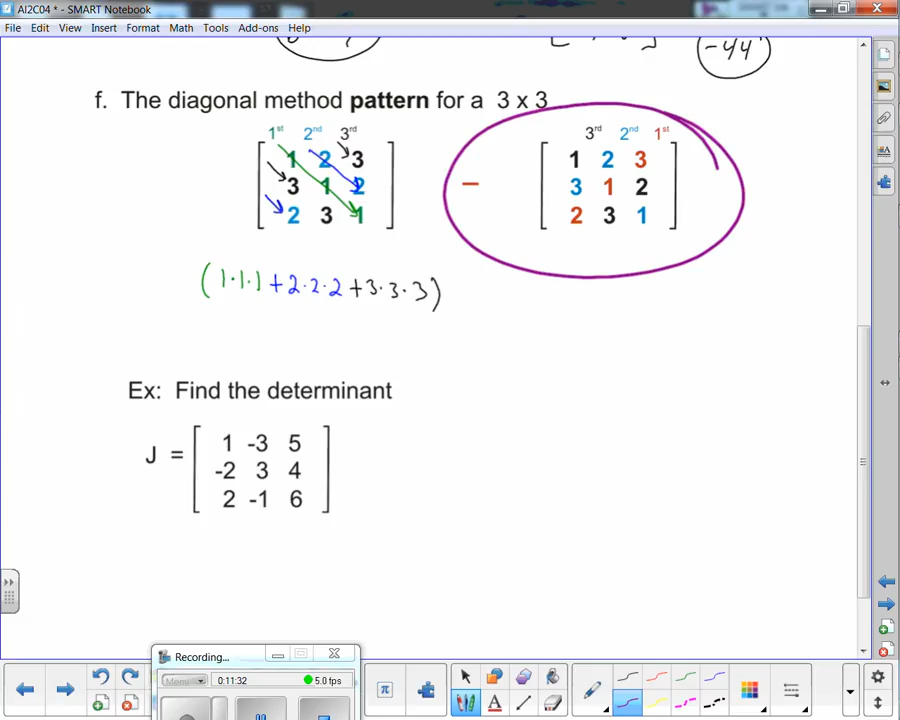 AI2C04 * - SMART Notebook
File Edit View Insert Format Math Tools Add-ons Help
-44
f. The diagonal method pattern for a 3 x 3
1st 2nd 3rd
1 2 3
3 1 2
2 3 1
−
3rd 2nd 1st
1 2 3
3 1 2
2 3 1
(1·1·1 + 2·2·2 + 3·3·3)
Ex: Find the determinant
J =
1 -3 5
-2 3 4
2 -1 6
Recording...
Menu 0:11:32 5.0 fps
π
A